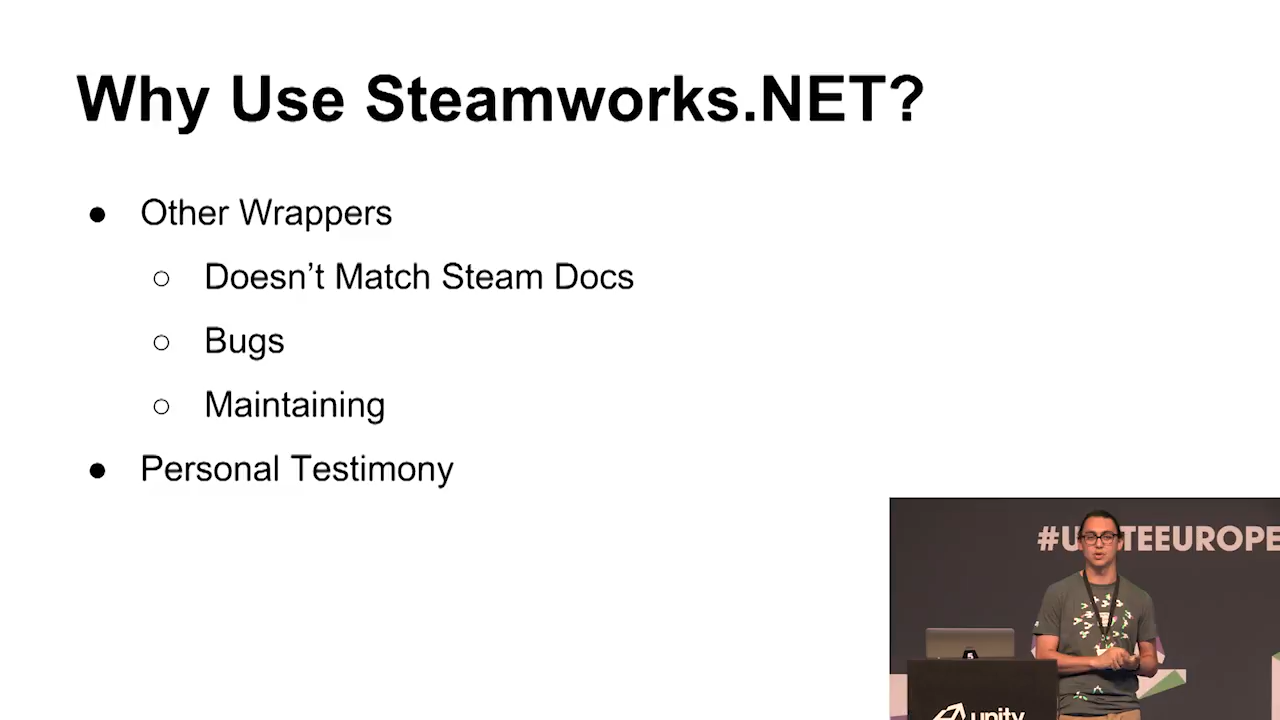 Why Use Steamworks.NET?
● Other Wrappers
○ Doesn't Match Steam Docs
○ Bugs
○ Maintaining
● Personal Testimony
#UNITEEUROPE
unity